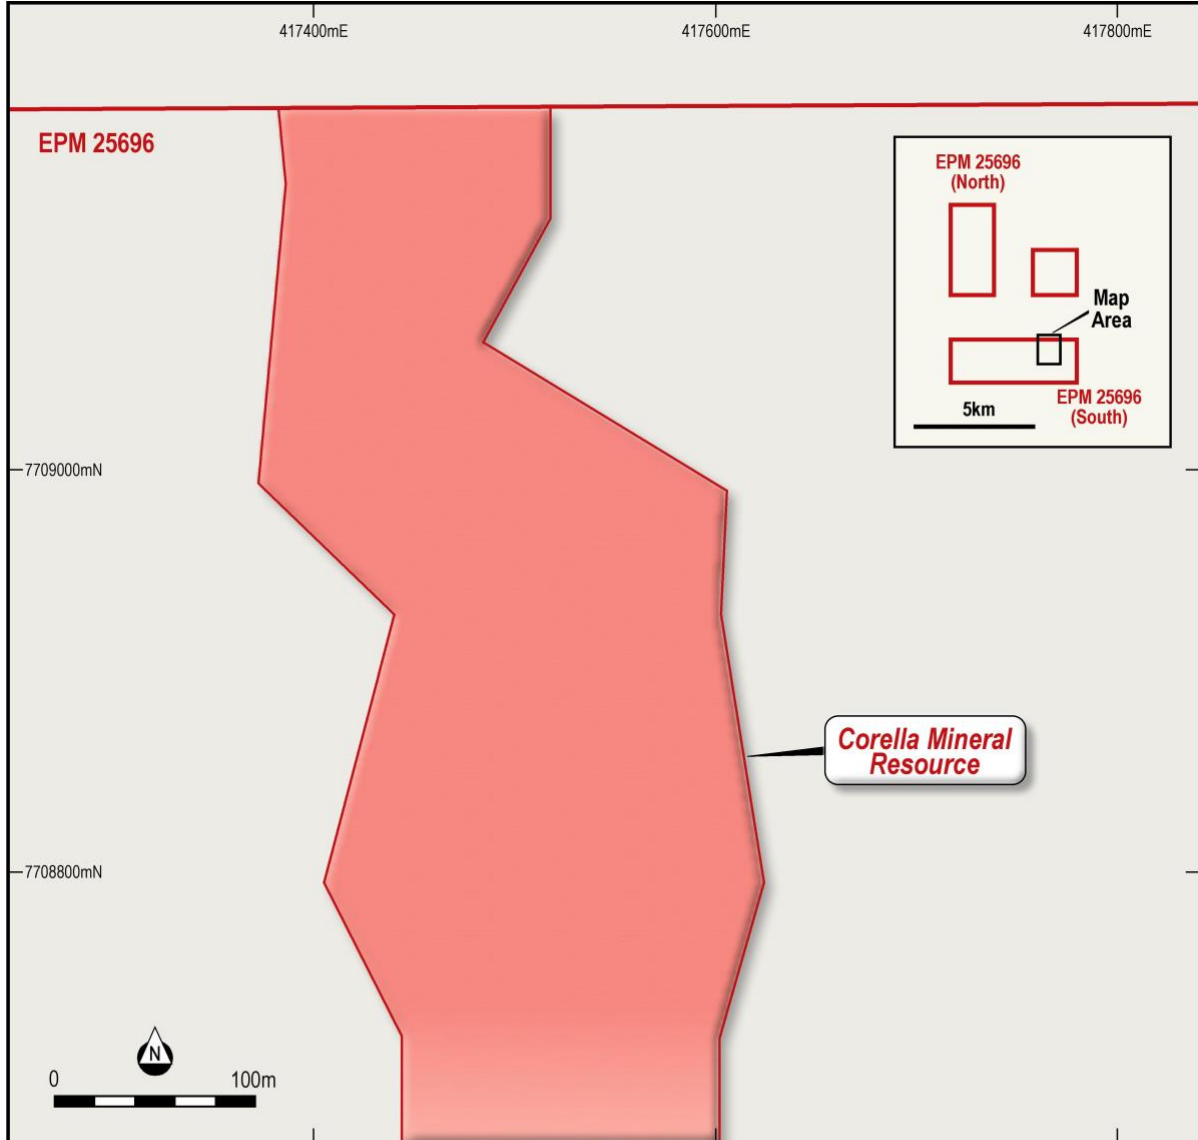 417400mE
417600mE
417800mE
EPM 25696
EPM 25696
(North)
Map
Area
5km
EPM 25696
(South)
7709000mN
Corella Mineral
Resource
7708800mN
N
0
100m